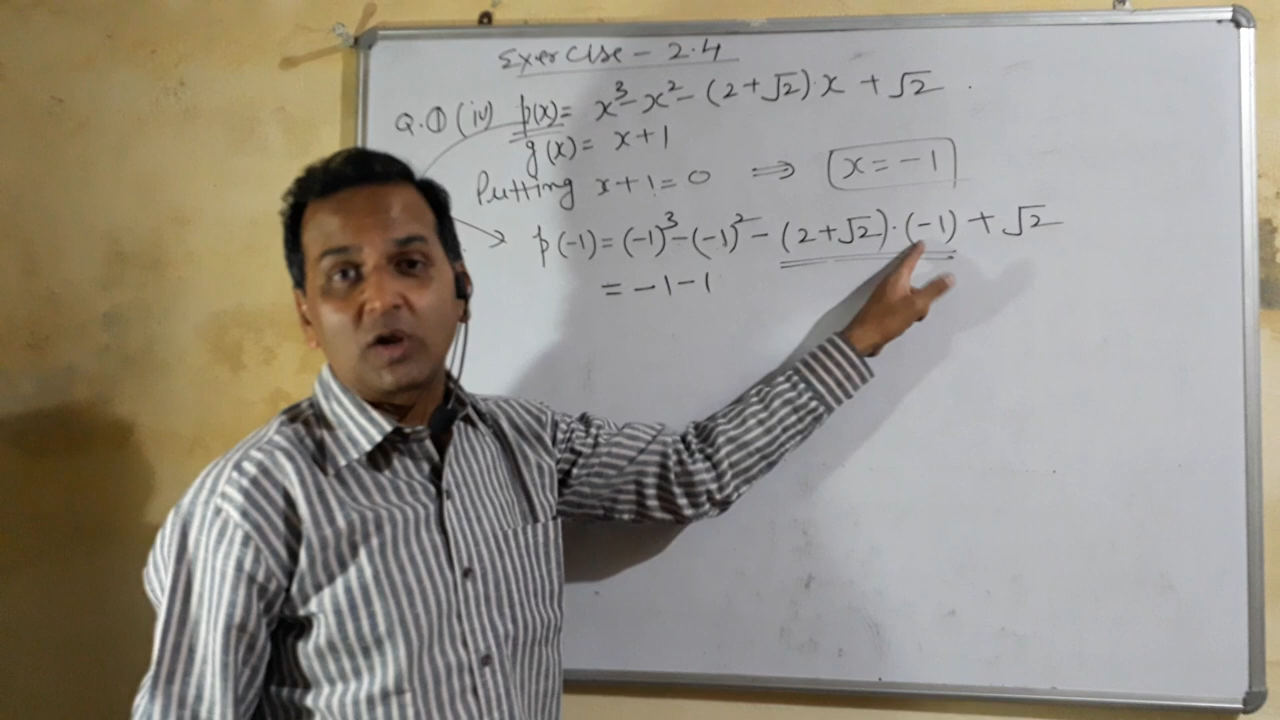 Exercise - 2.4
Q.① (iv) p(x)= x³-x²-(2+√2)·x + √2 .
g(x)= x+1
Putting x+1=0 ⇒ x=-1
p(-1)=(-1)³-(-1)²-(2+√2)·(-1)+√2
= -1-1